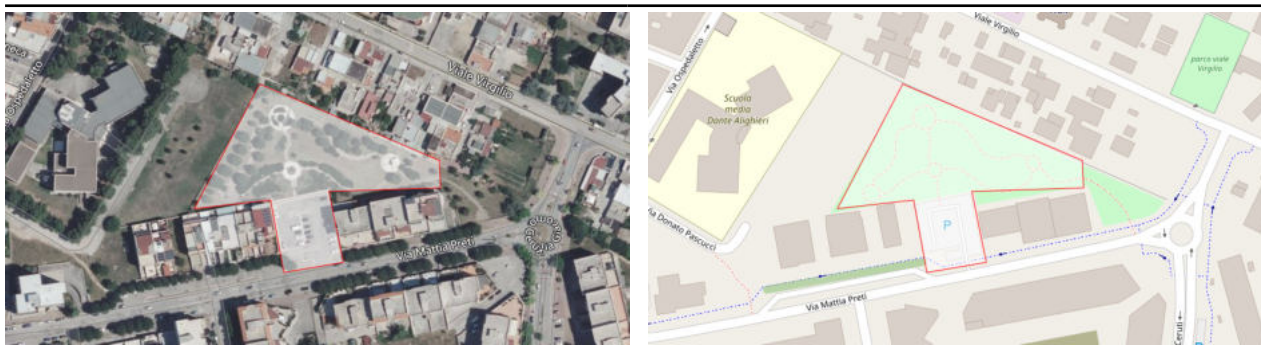 Viale Virgilio
Via Mattia Preti
Viale Virgilio
Via Ospedaletto
parco viale
Virgilio
Scuola
media
Dante Alighieri
P
Via Donato Pascucci
Via Mattia Preti
Ceruti
P